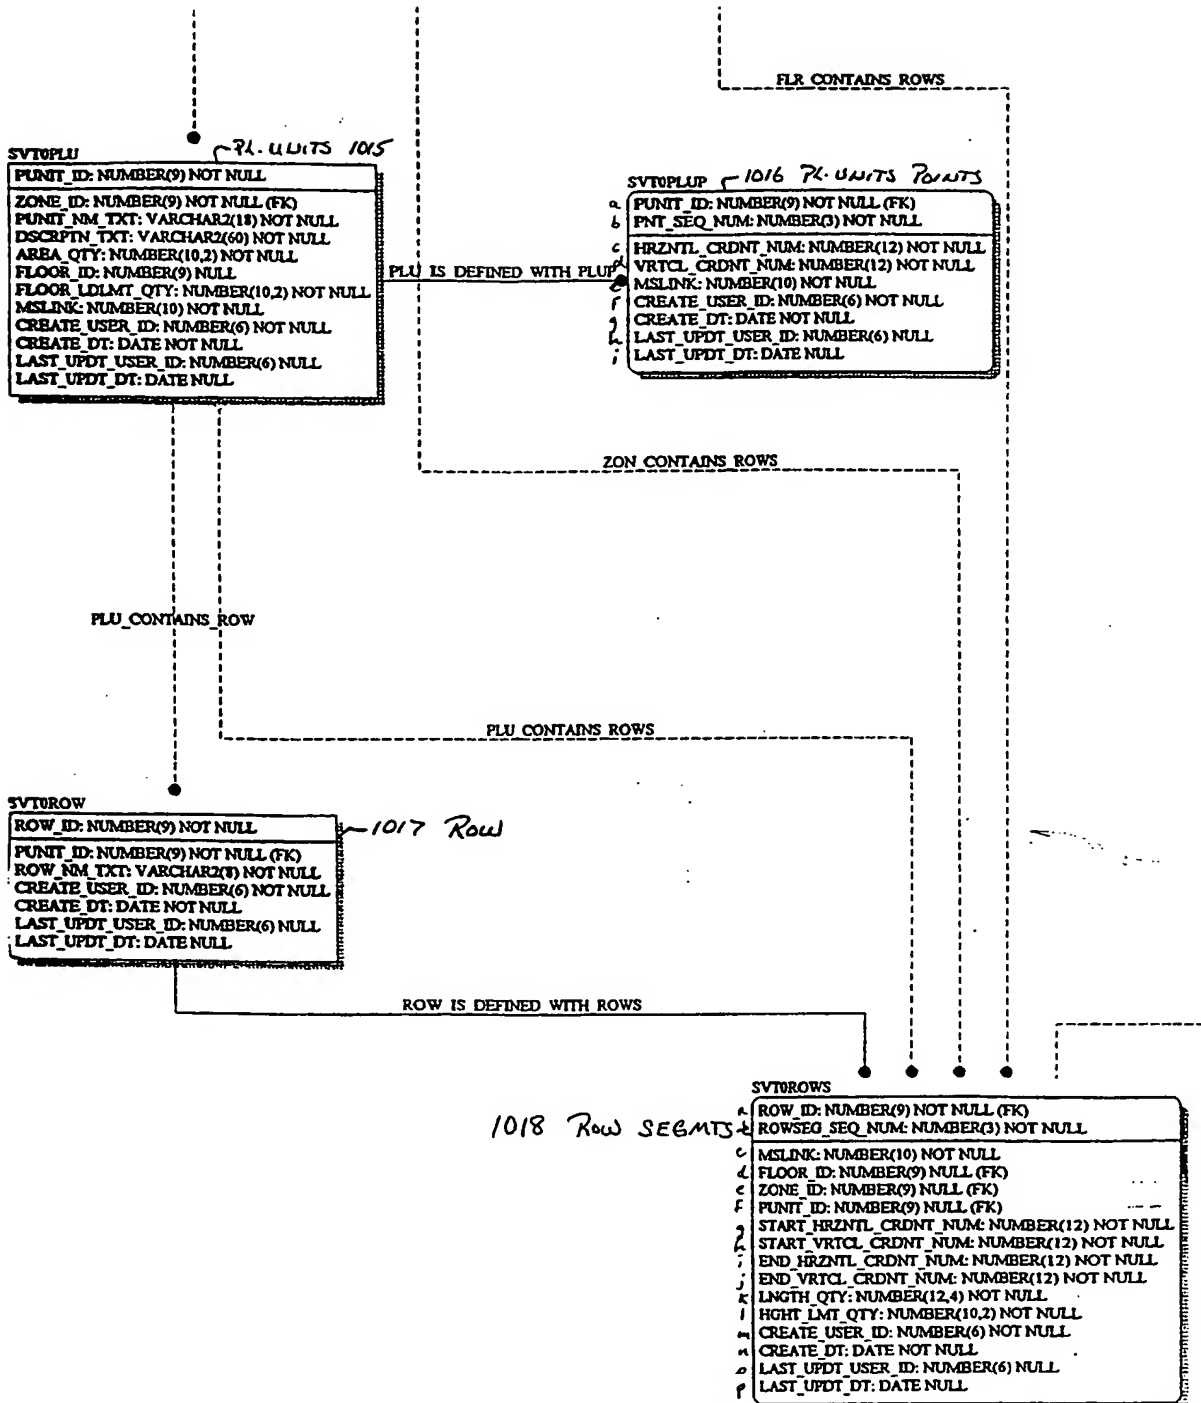 FLR CONTAINS ROWS
PL. UNITS 1015
SVT0PLU
PUNIT_ID: NUMBER(9) NOT NULL
ZONE_ID: NUMBER(9) NOT NULL (FK)
PUNIT_NM_TXT: VARCHAR2(18) NOT NULL
DSCRPTN_TXT: VARCHAR2(60) NOT NULL
AREA_QTY: NUMBER(10,2) NOT NULL
FLOOR_ID: NUMBER(9) NULL
FLOOR_LDLMT_QTY: NUMBER(10,2) NOT NULL
MSLINK: NUMBER(10) NOT NULL
CREATE_USER_ID: NUMBER(6) NOT NULL
CREATE_DT: DATE NOT NULL
LAST_UPDT_USER_ID: NUMBER(6) NULL
LAST_UPDT_DT: DATE NULL
PLU IS DEFINED WITH PLUP
SVT0PLUP 1016 PL. UNITS POINTS
a PUNIT_ID: NUMBER(9) NOT NULL (FK)
b PNT_SEQ_NUM: NUMBER(3) NOT NULL
c HRZNTL_CRDNT_NUM: NUMBER(12) NOT NULL
d VRTCL_CRDNT_NUM: NUMBER(12) NOT NULL
e MSLINK: NUMBER(10) NOT NULL
f CREATE_USER_ID: NUMBER(6) NOT NULL
g CREATE_DT: DATE NOT NULL
h LAST_UPDT_USER_ID: NUMBER(6) NULL
i LAST_UPDT_DT: DATE NULL
ZON CONTAINS ROWS
PLU_CONTAINS_ROW
PLU CONTAINS ROWS
SVT0ROW
ROW_ID: NUMBER(9) NOT NULL
1017 ROW
PUNIT_ID: NUMBER(9) NOT NULL (FK)
ROW_NM_TXT: VARCHAR2(8) NOT NULL
CREATE_USER_ID: NUMBER(6) NOT NULL
CREATE_DT: DATE NOT NULL
LAST_UPDT_USER_ID: NUMBER(6) NULL
LAST_UPDT_DT: DATE NULL
ROW IS DEFINED WITH ROWS
SVT0ROWS
1018 ROW SEGMTS
a ROW_ID: NUMBER(9) NOT NULL (FK)
b ROWSEG_SEQ_NUM: NUMBER(3) NOT NULL
c MSLINK: NUMBER(10) NOT NULL
d FLOOR_ID: NUMBER(9) NULL (FK)
e ZONE_ID: NUMBER(9) NULL (FK)
f PUNIT_ID: NUMBER(9) NULL (FK)
g START_HRZNTL_CRDNT_NUM: NUMBER(12) NOT NULL
h START_VRTCL_CRDNT_NUM: NUMBER(12) NOT NULL
i END_HRZNTL_CRDNT_NUM: NUMBER(12) NOT NULL
j END_VRTCL_CRDNT_NUM: NUMBER(12) NOT NULL
k LNGTH_QTY: NUMBER(12,4) NOT NULL
l HGHT_LMT_QTY: NUMBER(10,2) NOT NULL
m CREATE_USER_ID: NUMBER(6) NOT NULL
n CREATE_DT: DATE NOT NULL
o LAST_UPDT_USER_ID: NUMBER(6) NULL
p LAST_UPDT_DT: DATE NULL